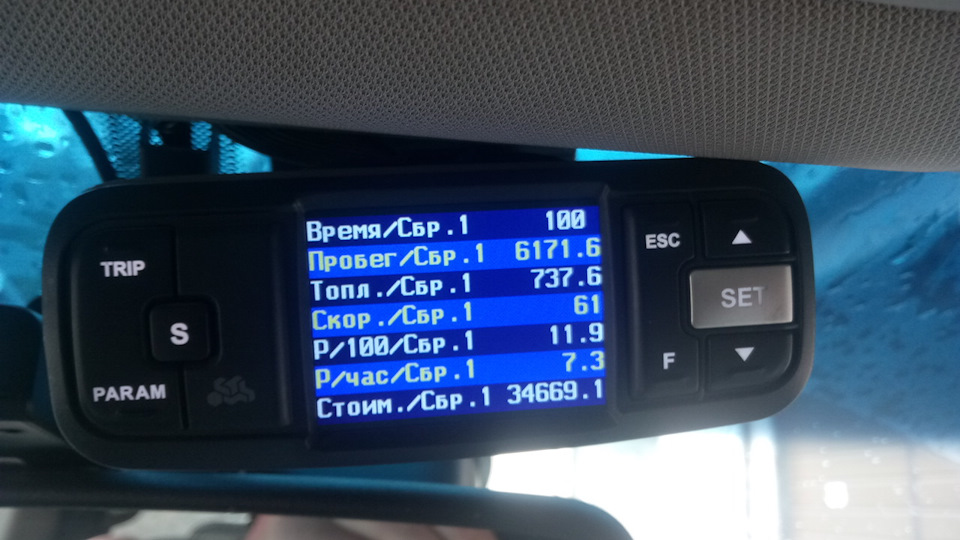 TRIP
S
PARAM
Время/Сбр.1 100
Пробег/Сбр.1 6171.6
Топл./Сбр.1 737.6
Скор./Сбр.1 61
Р/100/Сбр.1 11.9
Р/час/Сбр.1 7.3
Стоим./Сбр.1 34669.1
ESC
SET
F